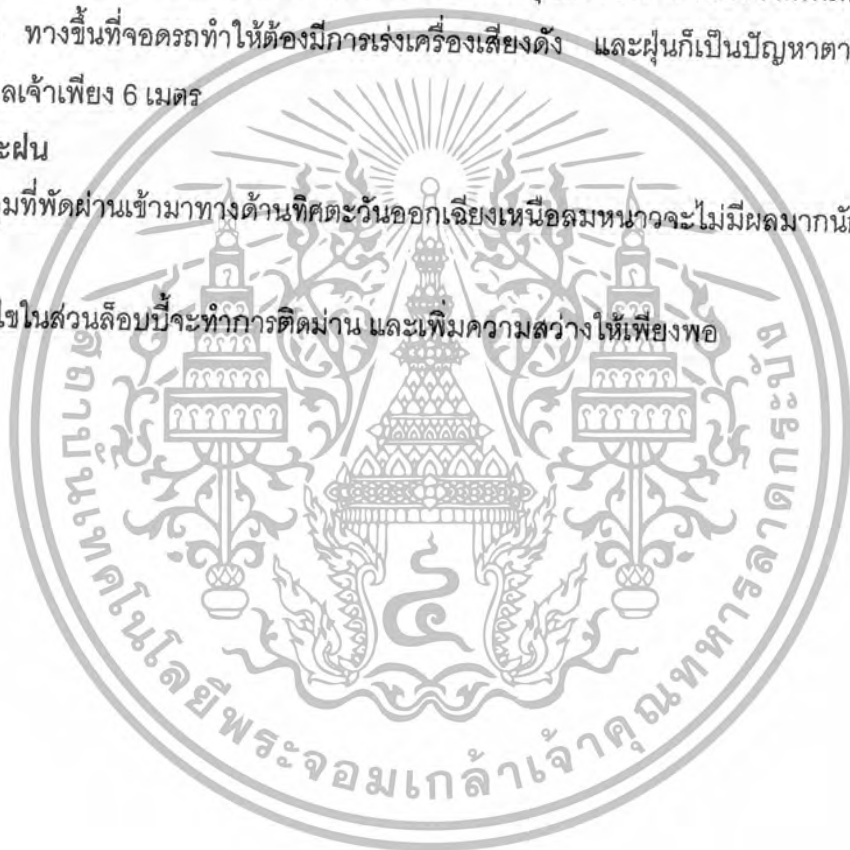 ทางขึ้นที่จอดรถทำให้ต้องมีการเร่งเครื่องเสียงดัง และฝุ่นก็เป็นปัญหาตา
ลเจ้าเพียง 6 เมตร
ะฝน
มที่พัดผ่านเข้ามาทางด้านทิศตะวันออกเฉียงเหนือลมหนาวจะไม่มีผลมากนั
ไขในส่วนล็อบบี้จะทำการติดม่าน และเพิ่มความสว่างให้เพียงพอ
สถาบันเทคโนโลยีพระจอมเกล้าเจ้าคุณทหารลาดกระบัง
๔